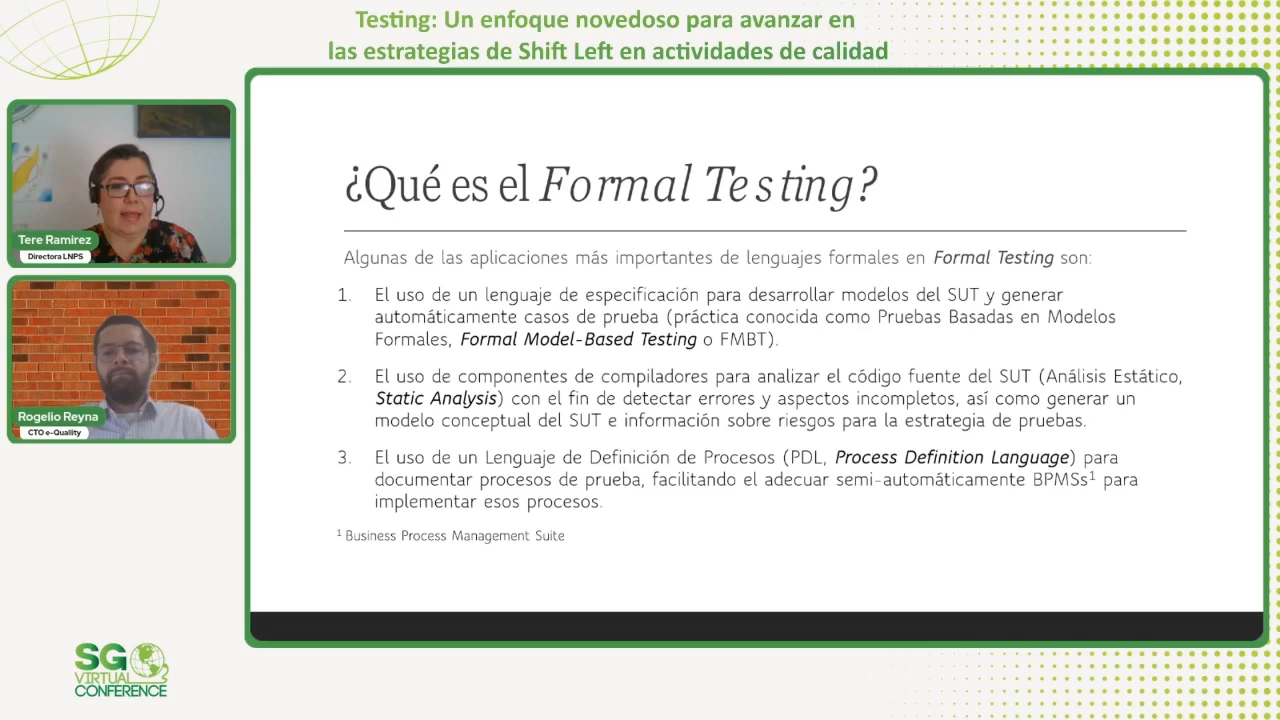 Testing: Un enfoque novedoso para avanzar en
las estrategias de Shift Left en actividades de calidad
Tere Ramirez
Directora LNPS
Rogelio Reyna
CTO e-Quallity
¿Qué es el Formal Testing?
Algunas de las aplicaciones más importantes de lenguajes formales en Formal Testing son:
1. El uso de un lenguaje de especificación para desarrollar modelos del SUT y generar
automáticamente casos de prueba (práctica conocida como Pruebas Basadas en Modelos
Formales, Formal Model-Based Testing o FMBT).
2. El uso de componentes de compiladores para analizar el código fuente del SUT (Análisis Estático,
Static Analysis) con el fin de detectar errores y aspectos incompletos, así como generar un
modelo conceptual del SUT e información sobre riesgos para la estrategia de pruebas.
3. El uso de un Lenguaje de Definición de Procesos (PDL, Process Definition Language) para
documentar procesos de prueba, facilitando el adecuar semi-automáticamente BPMSs¹ para
implementar esos procesos.
¹ Business Process Management Suite
SG
VIRTUAL
CONFERENCE